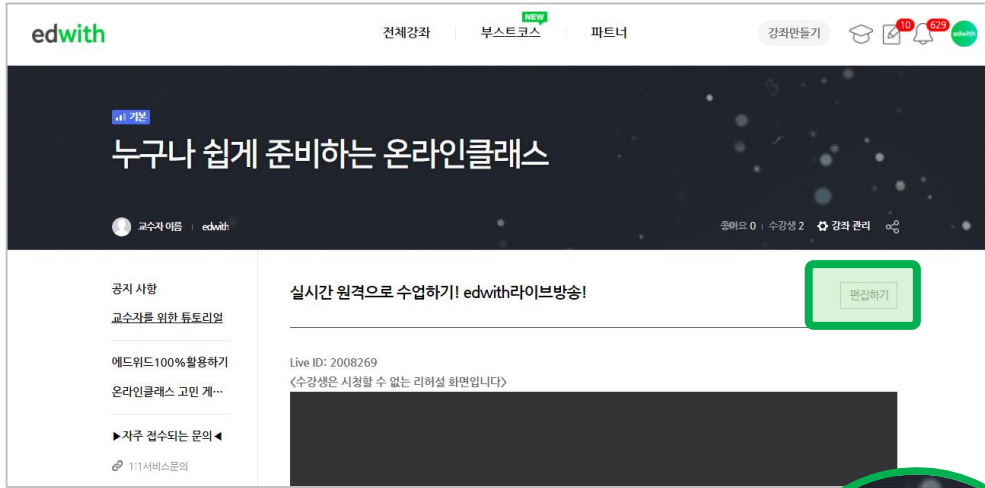 edwith
전체강좌 부스트코스 NEW 파트너 강좌만들기 10 629 edwith
기본
누구나 쉽게 준비하는 온라인클래스
교수자 이름 edwith 좋아요 0 수강생 2 강좌 관리
공지 사항
교수자를 위한 튜토리얼
에드위드100%활용하기
온라인클래스 고민 게…
▶자주 접수되는 문의◀
1:1서비스문의
실시간 원격으로 수업하기! edwith라이브방송!
편집하기
Live ID: 2008269
<수강생은 시청할 수 없는 리허설 화면입니다>